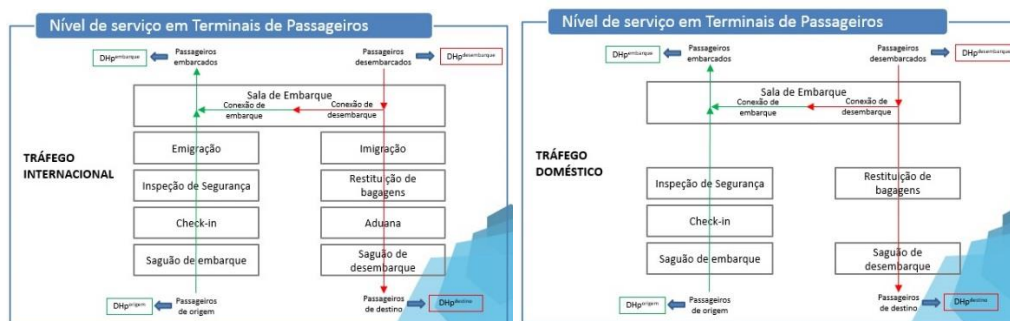 Nível de serviço em Terminais de Passageiros
DHp^embarque
Passageiros
embarcados
Passageiros
desembarcados
DHp^desembarque
Sala de Embarque
Conexão de
embarque
Conexão de
desembarque
TRÁFEGO
INTERNACIONAL
Emigração
Imigração
Inspeção de Segurança
Restituição de
bagagens
Check-in
Aduana
Saguão de embarque
Saguão de
desembarque
DHp^origem
Passageiros
de origem
Passageiros
de destino
DHp^destino
Nível de serviço em Terminais de Passageiros
DHp^embarque
Passageiros
embarcados
Passageiros
desembarcados
DHp^desembarque
Sala de Embarque
Conexão de
embarque
Conexão de
desembarque
TRÁFEGO
DOMÉSTICO
Inspeção de Segurança
Restituição de
bagagens
Check-in
Saguão de embarque
Saguão de
desembarque
DHp^origem
Passageiros
de origem
Passageiros
de destino
DHp^destino